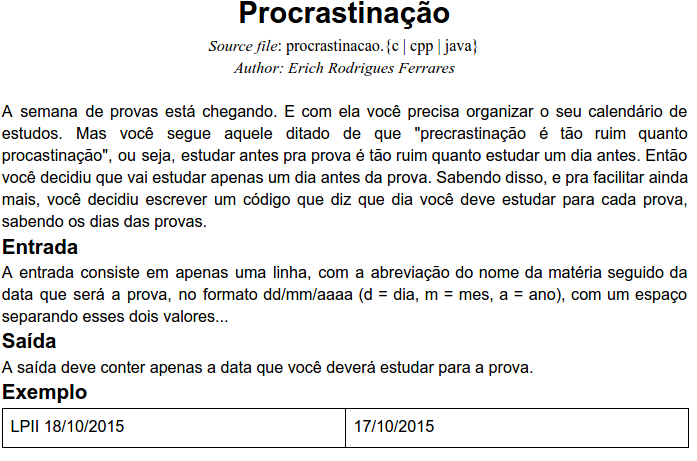 Procrastinação
Source file: procrastinacao.{c | cpp | java}
Author: Erich Rodrigues Ferrares
A semana de provas está chegando. E com ela você precisa organizar o seu calendário de
estudos. Mas você segue aquele ditado de que "precrastinação é tão ruim quanto
procastinação", ou seja, estudar antes pra prova é tão ruim quanto estudar um dia antes. Então
você decidiu que vai estudar apenas um dia antes da prova. Sabendo disso, e pra facilitar ainda
mais, você decidiu escrever um código que diz que dia você deve estudar para cada prova,
sabendo os dias das provas.
Entrada
A entrada consiste em apenas uma linha, com a abreviação do nome da matéria seguido da
data que será a prova, no formato dd/mm/aaaa (d = dia, m = mes, a = ano), com um espaço
separando esses dois valores...
Saída
A saída deve conter apenas a data que você deverá estudar para a prova.
Exemplo
LPII 18/10/2015 17/10/2015